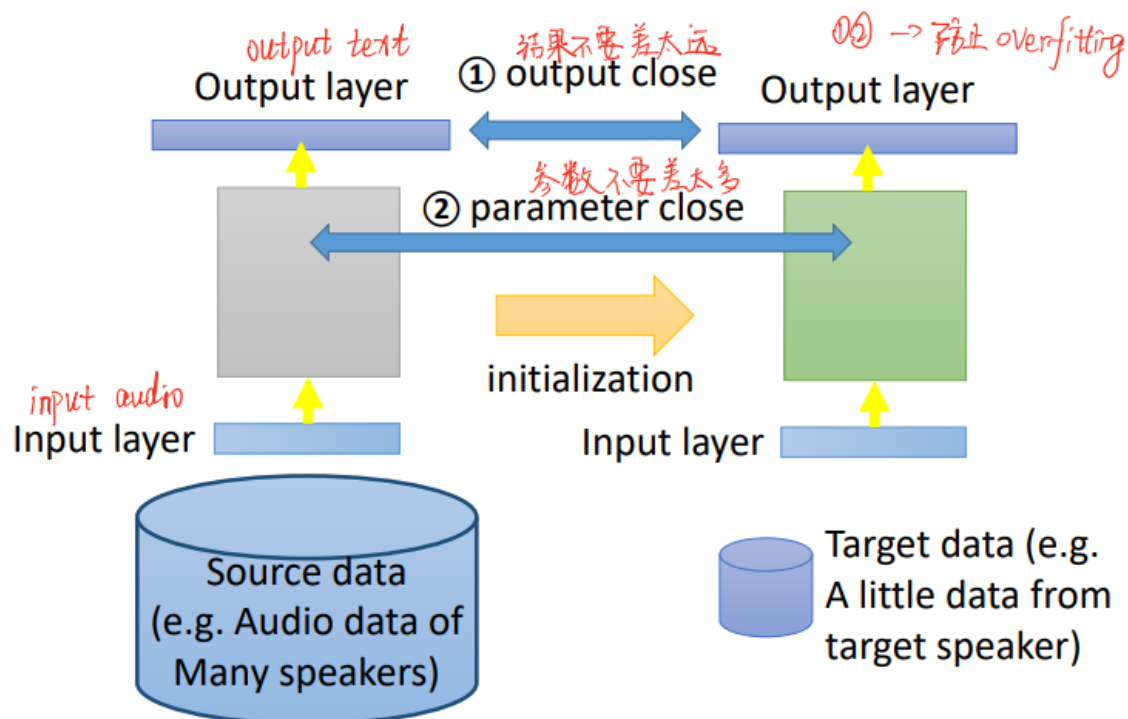 output text
Output layer
结果不要差太远
① output close
①② → 防止 overfitting
Output layer
参数不要差太多
② parameter close
initialization
input audio
Input layer
Input layer
Source data
(e.g. Audio data of
Many speakers)
Target data (e.g.
A little data from
target speaker)